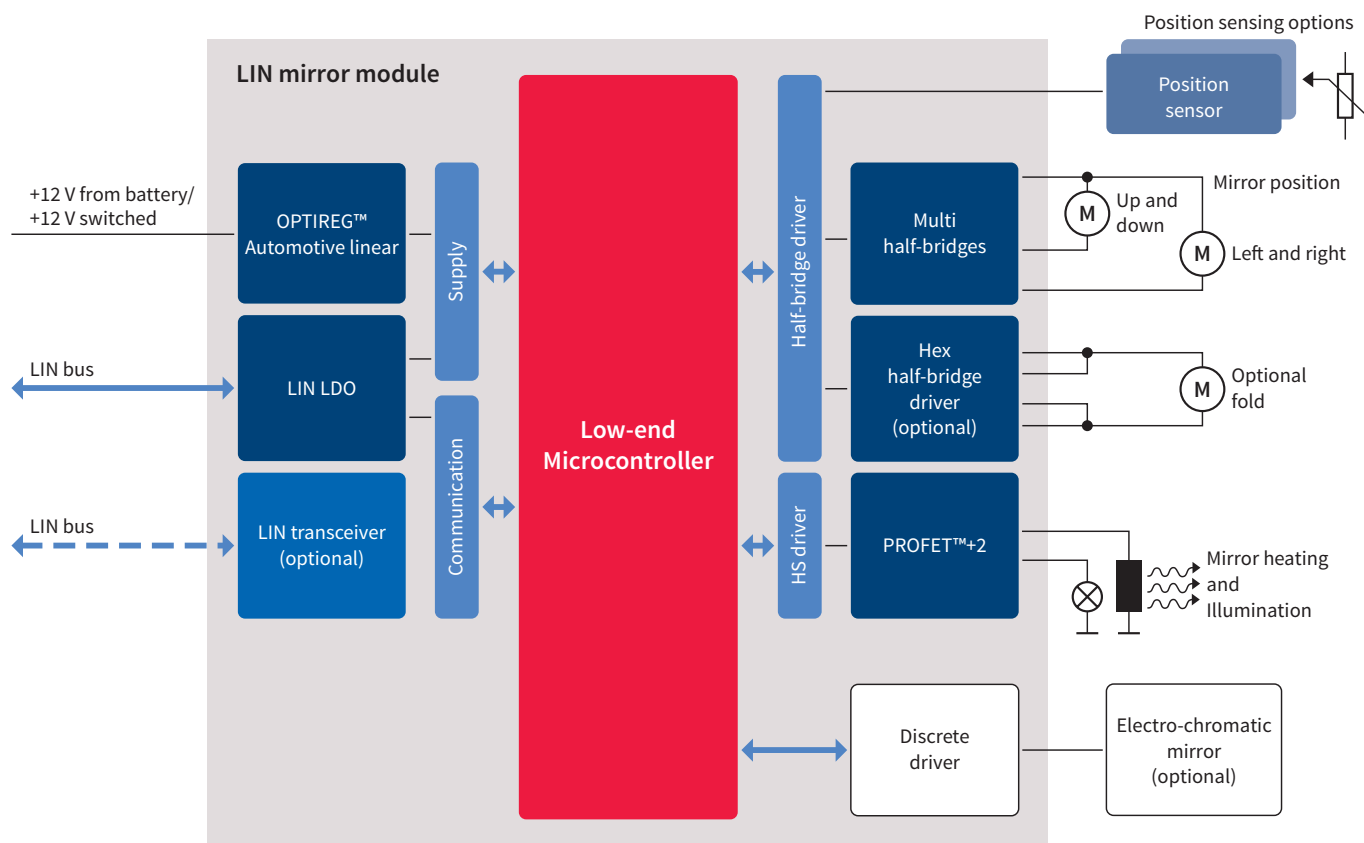 Position sensing options
LIN mirror module
Position
sensor
+12 V from battery/
+12 V switched
OPTIREG™
Automotive linear
Supply
Half-bridge driver
Multi
half-bridges
Mirror position
M
Up and
down
M
Left and right
LIN bus
LIN LDO
Low-end
Microcontroller
Hex
half-bridge
driver
(optional)
M
Optional
fold
LIN bus
LIN transceiver
(optional)
Communication
HS driver
PROFET™+2
Mirror heating
and
Illumination
Discrete
driver
Electro-chromatic
mirror
(optional)